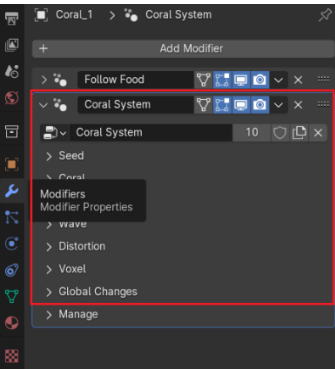 Coral_1 > Coral System
+ Add Modifier
Follow Food
Coral System
Coral System 10
Seed
Coral
Modifiers
Modifier Properties
Wave
Distortion
Voxel
Global Changes
Manage